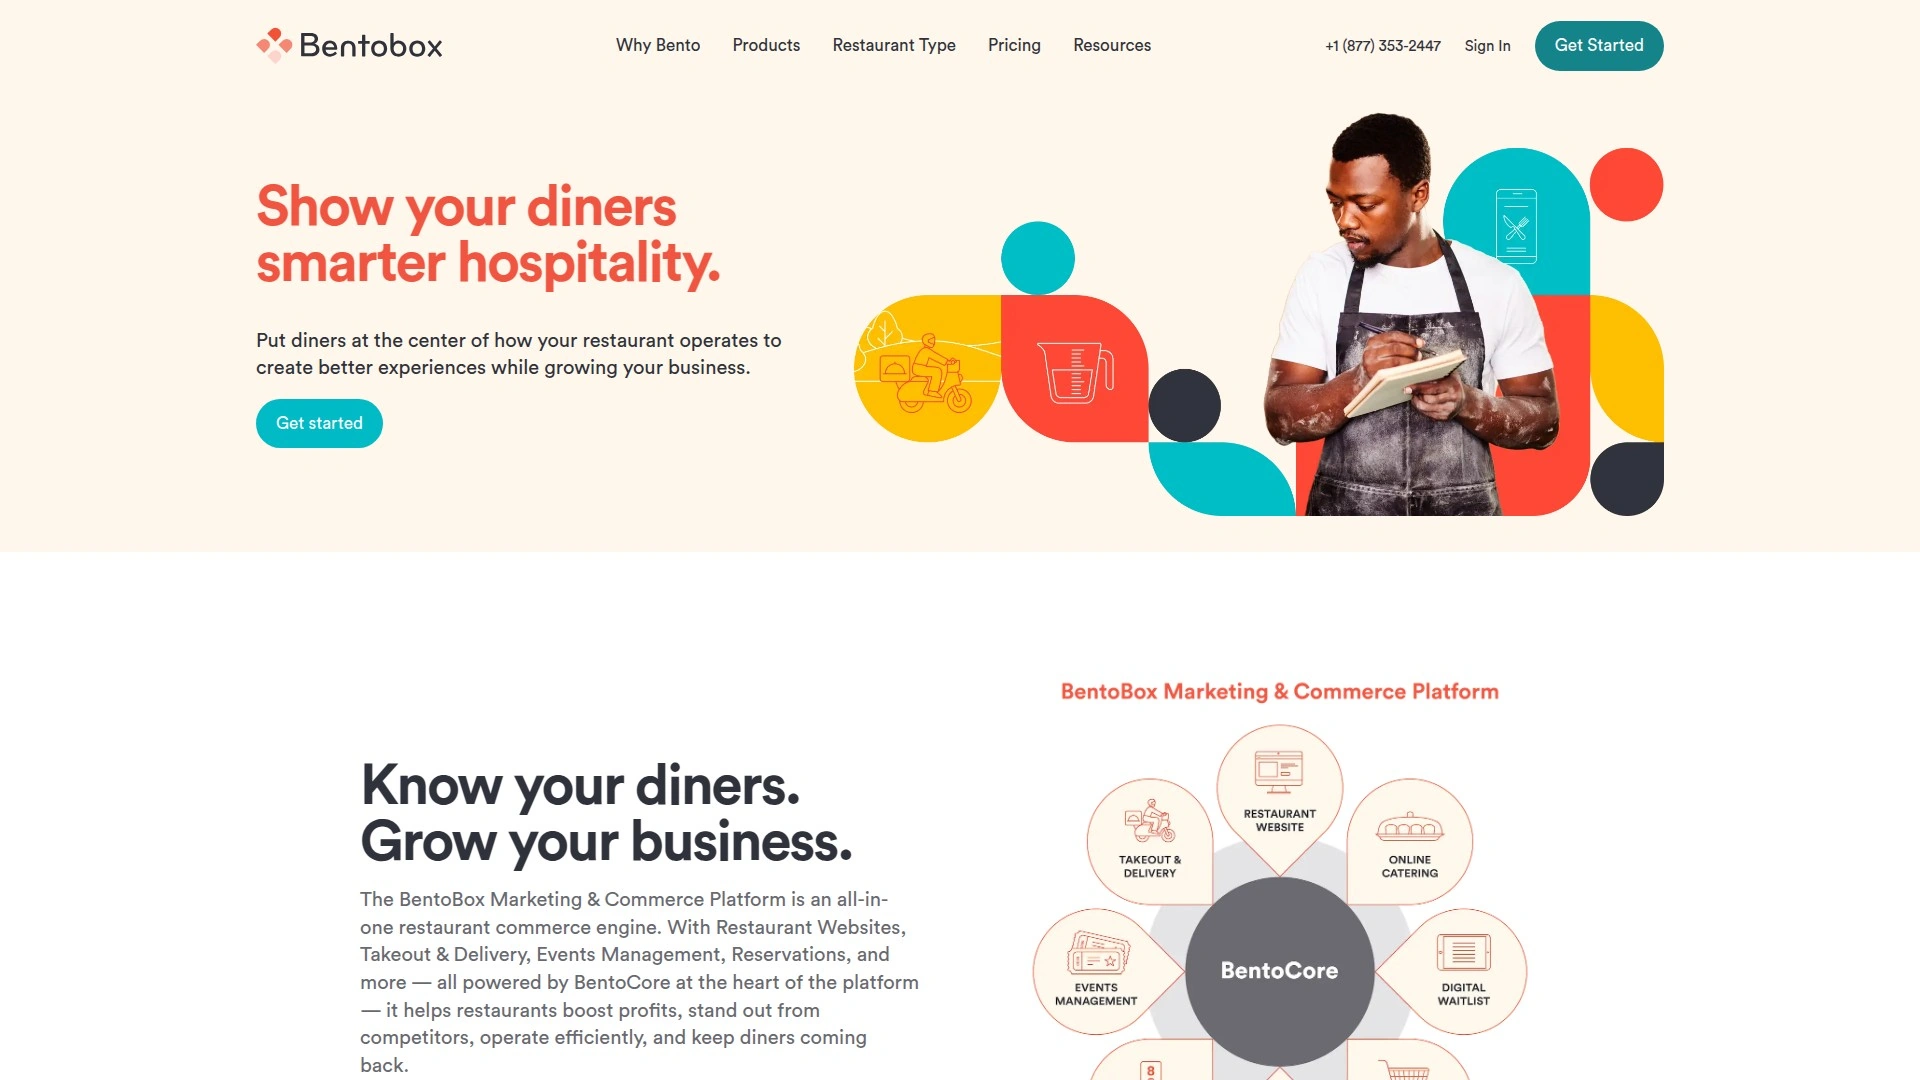 Bentobox
Why Bento
Products
Restaurant Type
Pricing
Resources
+1 (877) 353-2447
Sign In
Get Started
Show your diners
smarter hospitality.
Put diners at the center of how your restaurant operates to
create better experiences while growing your business.
Get started
Know your diners.
Grow your business.
The BentoBox Marketing & Commerce Platform is an all-in-
one restaurant commerce engine. With Restaurant Websites,
Takeout & Delivery, Events Management, Reservations, and
more — all powered by BentoCore at the heart of the platform
— it helps restaurants boost profits, stand out from
competitors, operate efficiently, and keep diners coming
back.
BentoBox Marketing & Commerce Platform
RESTAURANT
WEBSITE
TAKEOUT &
DELIVERY
ONLINE
CATERING
EVENTS
MANAGEMENT
BentoCore
DIGITAL
WAITLIST
8